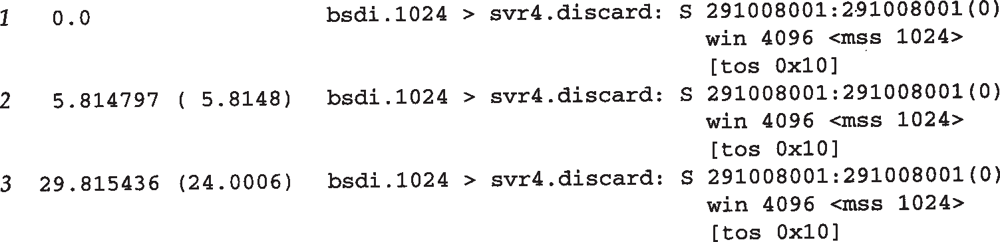 1 0.0 bsdi.1024 > svr4.discard: S 291008001:291008001(0)
win 4096 <mss 1024>
[tos 0x10]
2 5.814797 ( 5.8148) bsdi.1024 > svr4.discard: S 291008001:291008001(0)
win 4096 <mss 1024>
[tos 0x10]
3 29.815436 (24.0006) bsdi.1024 > svr4.discard: S 291008001:291008001(0)
win 4096 <mss 1024>
[tos 0x10]